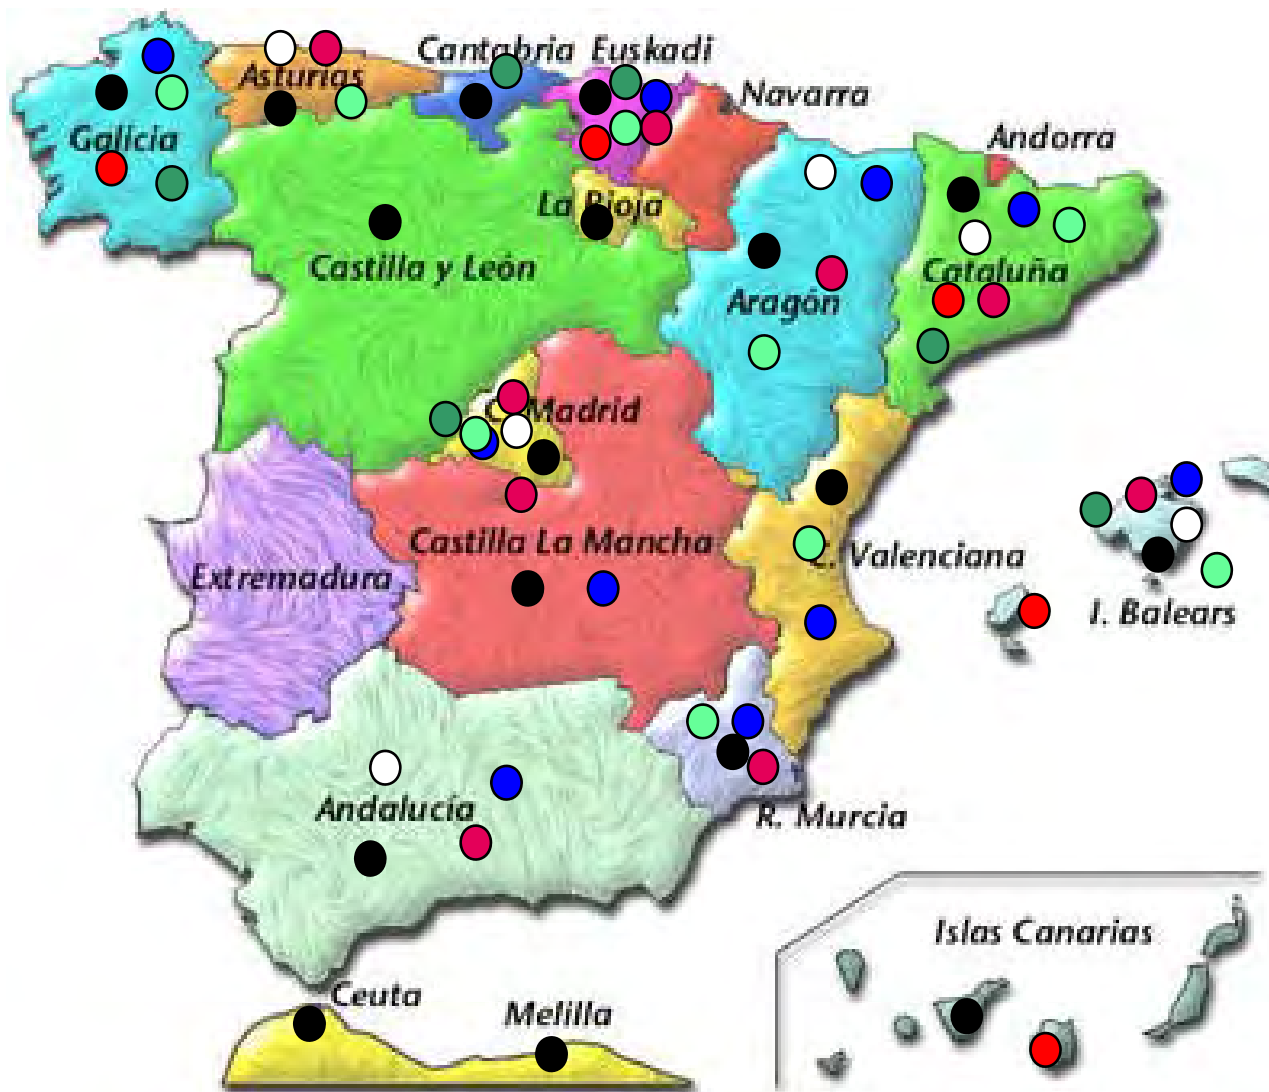 Cantabria Euskadi
Asturias
Navarra
Galicia
Andorra
La Rioja
Castilla y León
Cataluña
Aragón
C. Madrid
Castilla La Mancha
C. Valenciana
Extremadura
I. Balears
Andalucía
R. Murcia
Islas Canarias
Ceuta
Melilla